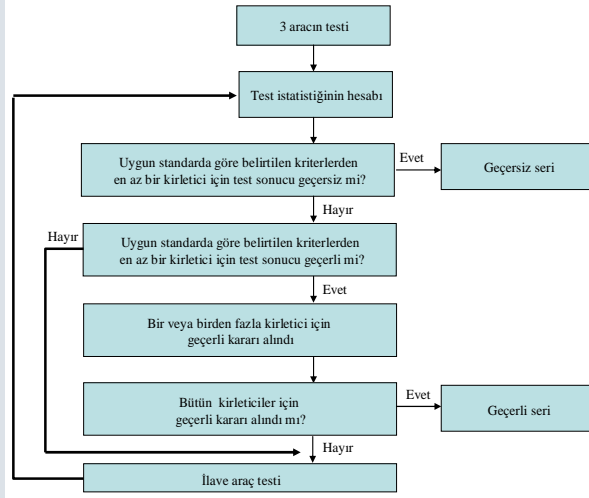 3 aracın testi
Test istatistiğinin hesabı
Uygun standarda göre belirtilen kriterlerden
en az bir kirletici için test sonucu geçersiz mi?
Evet
Geçersiz seri
Hayır
Hayır
Uygun standarda göre belirtilen kriterlerden
en az bir kirletici için test sonucu geçerli mi?
Evet
Bir veya birden fazla kirletici için
geçerli kararı alındı
Bütün kirleticiler için
geçerli kararı alındı mı?
Evet
Geçerli seri
Hayır
İlave araç testi